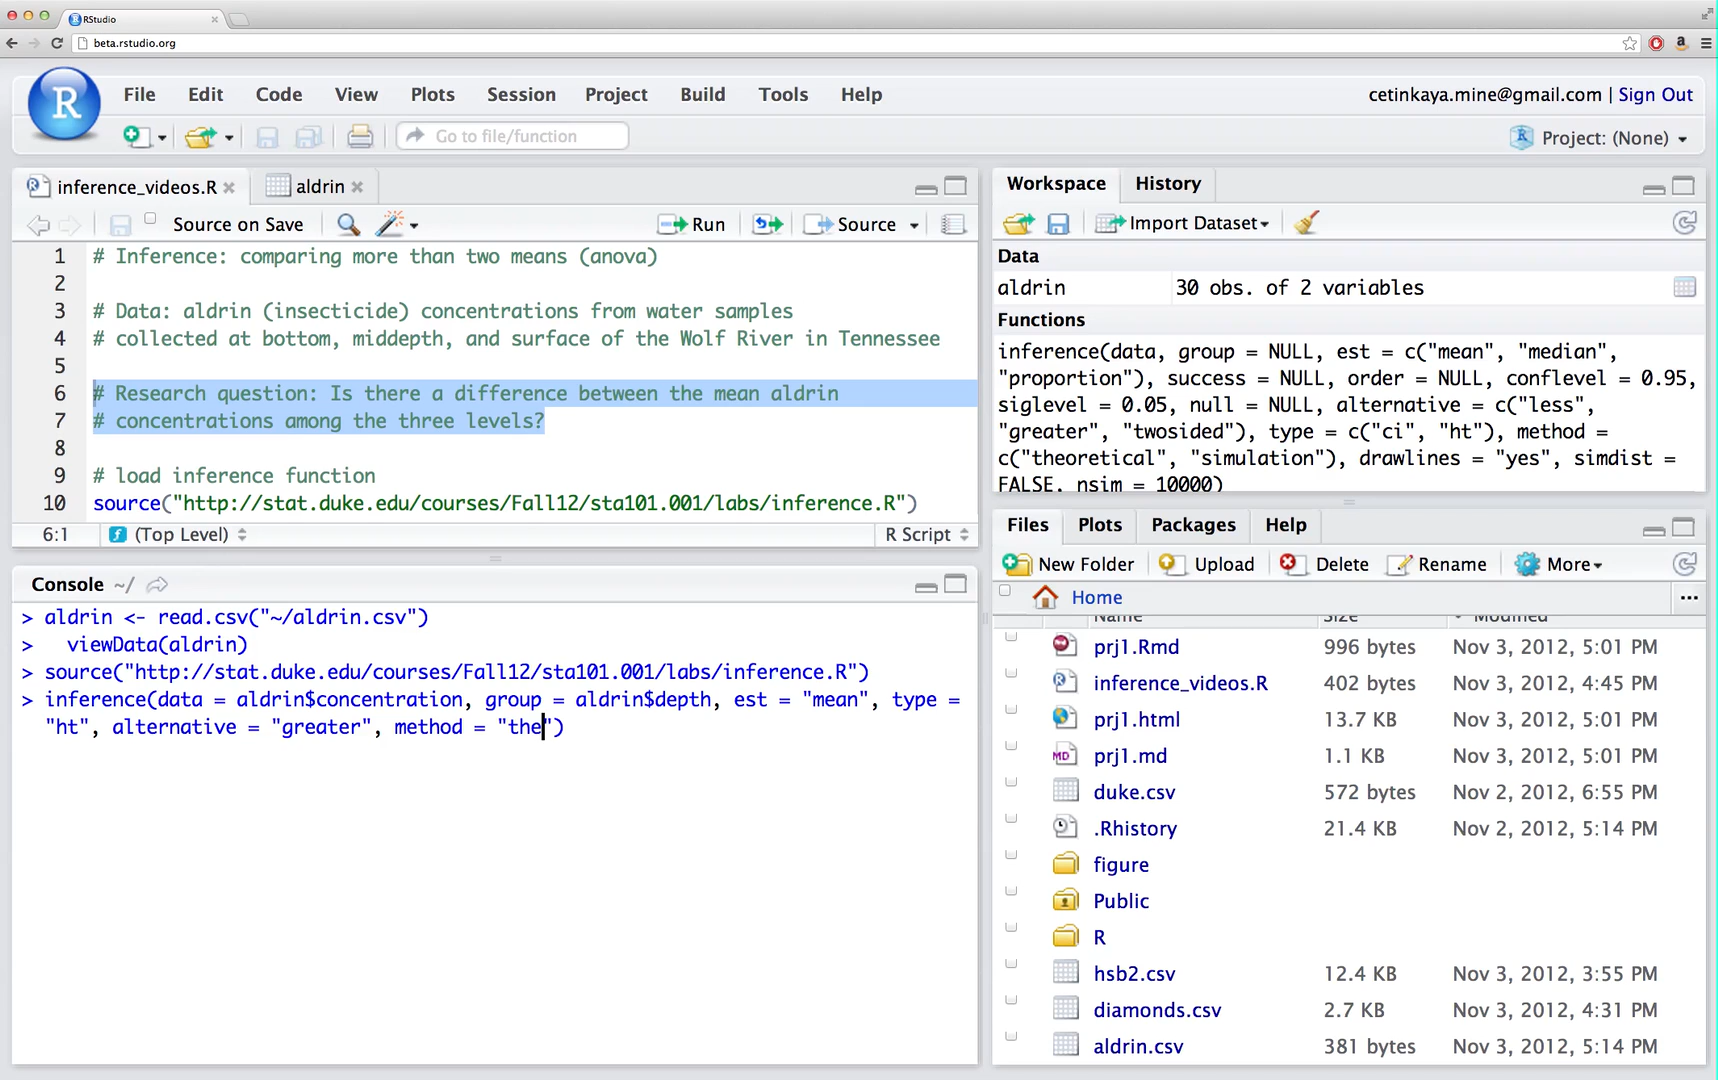 RStudio
beta.rstudio.org
R
File Edit Code View Plots Session Project Build Tools Help
cetinkaya.mine@gmail.com | Sign Out
Go to file/function
Project: (None)
inference_videos.R
aldrin
Source on Save
Run
Source
1 # Inference: comparing more than two means (anova)
2
3 # Data: aldrin (insecticide) concentrations from water samples
4 # collected at bottom, middepth, and surface of the Wolf River in Tennessee
5
6 # Research question: Is there a difference between the mean aldrin
7 # concentrations among the three levels?
8
9 # load inference function
10 source("http://stat.duke.edu/courses/Fall12/sta101.001/labs/inference.R")
6:1 (Top Level) R Script
Console ~/
> aldrin <- read.csv("~/aldrin.csv")
>   viewData(aldrin)
> source("http://stat.duke.edu/courses/Fall12/sta101.001/labs/inference.R")
> inference(data = aldrin$concentration, group = aldrin$depth, est = "mean", type =
"ht", alternative = "greater", method = "the")
Workspace History
Import Dataset
Data
aldrin 30 obs. of 2 variables
Functions
inference(data, group = NULL, est = c("mean", "median",
"proportion"), success = NULL, order = NULL, conflevel = 0.95,
siglevel = 0.05, null = NULL, alternative = c("less",
"greater", "twosided"), type = c("ci", "ht"), method =
c("theoretical", "simulation"), drawlines = "yes", simdist =
FALSE, nsim = 10000)
Files Plots Packages Help
New Folder Upload Delete Rename More
Home
Name Size Modified
prj1.Rmd 996 bytes Nov 3, 2012, 5:01 PM
inference_videos.R 402 bytes Nov 3, 2012, 4:45 PM
prj1.html 13.7 KB Nov 3, 2012, 5:01 PM
prj1.md 1.1 KB Nov 3, 2012, 5:01 PM
duke.csv 572 bytes Nov 2, 2012, 6:55 PM
.Rhistory 21.4 KB Nov 2, 2012, 5:14 PM
figure
Public
R
hsb2.csv 12.4 KB Nov 3, 2012, 3:55 PM
diamonds.csv 2.7 KB Nov 3, 2012, 4:31 PM
aldrin.csv 381 bytes Nov 3, 2012, 5:14 PM